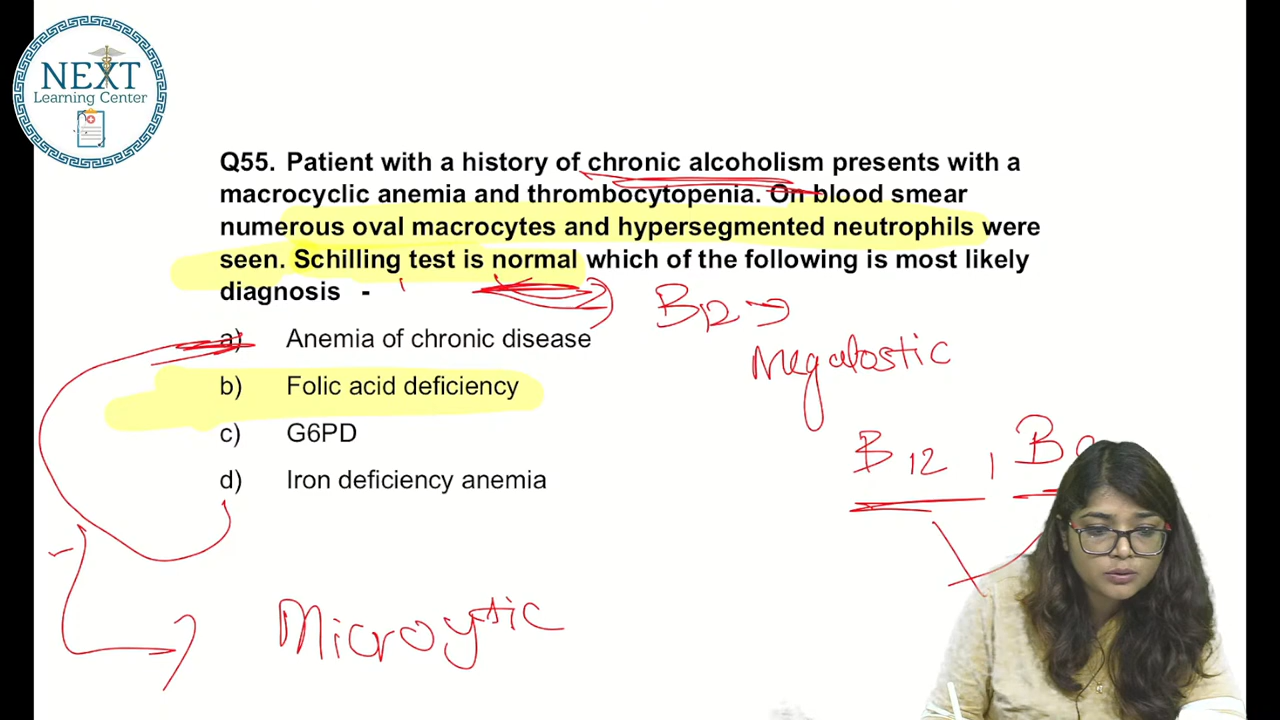 NEXT
Learning Center
Q55. Patient with a history of chronic alcoholism presents with a
macrocyclic anemia and thrombocytopenia. On blood smear
numerous oval macrocytes and hypersegmented neutrophils were
seen. Schilling test is normal which of the following is most likely
diagnosis -
B12 →
a) Anemia of chronic disease
Megalostic
b) Folic acid deficiency
c) G6PD
B12 , B
d) Iron deficiency anemia
Microytic